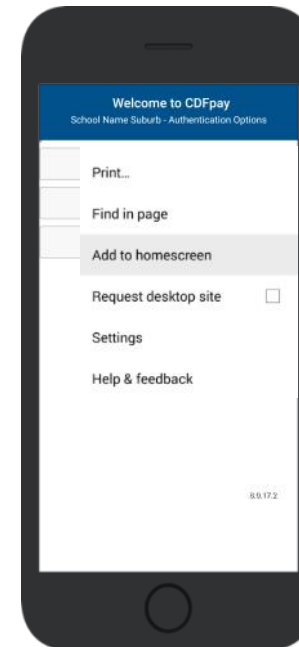 Welcome to CDFpay
School Name Suburb - Authentication Options
Print...
Find in page
Add to homescreen
Request desktop site
Settings
Help & feedback
8.9.17.2